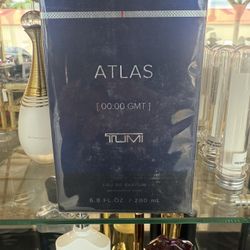 ATLAS
[ 00:00 GMT ]
TUMI
EAU DE PARFUM
6.8 FL.OZ. / 200 mL